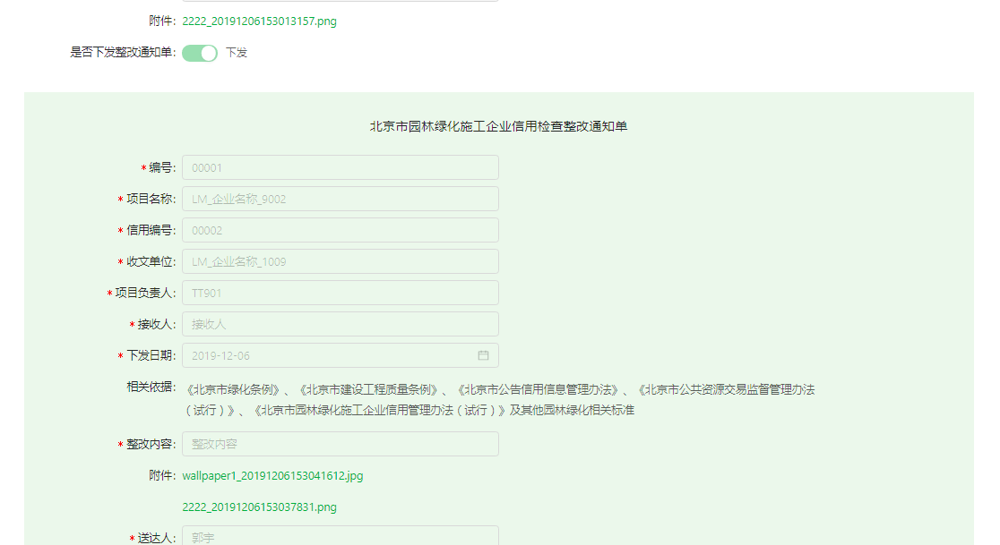 附件: 2222_20191206153013157.png
是否下发整改通知单: 下发
北京市园林绿化施工企业信用检查整改通知单
* 编号: 00001
* 项目名称: LM_企业名称_9002
* 信用编号: 00002
* 收文单位: LM_企业名称_1009
* 项目负责人: TT901
* 接收人: 接收人
* 下发日期: 2019-12-06
相关依据: 《北京市绿化条例》、《北京市建设工程质量条例》、《北京市公告信用信息管理办法》、《北京市公共资源交易监督管理办法
（试行）》、《北京市园林绿化施工企业信用管理办法（试行）》及其他园林绿化相关标准
* 整改内容: 整改内容
附件: wallpaper1_20191206153041612.jpg
2222_20191206153037831.png
* 送达人: 郭宇